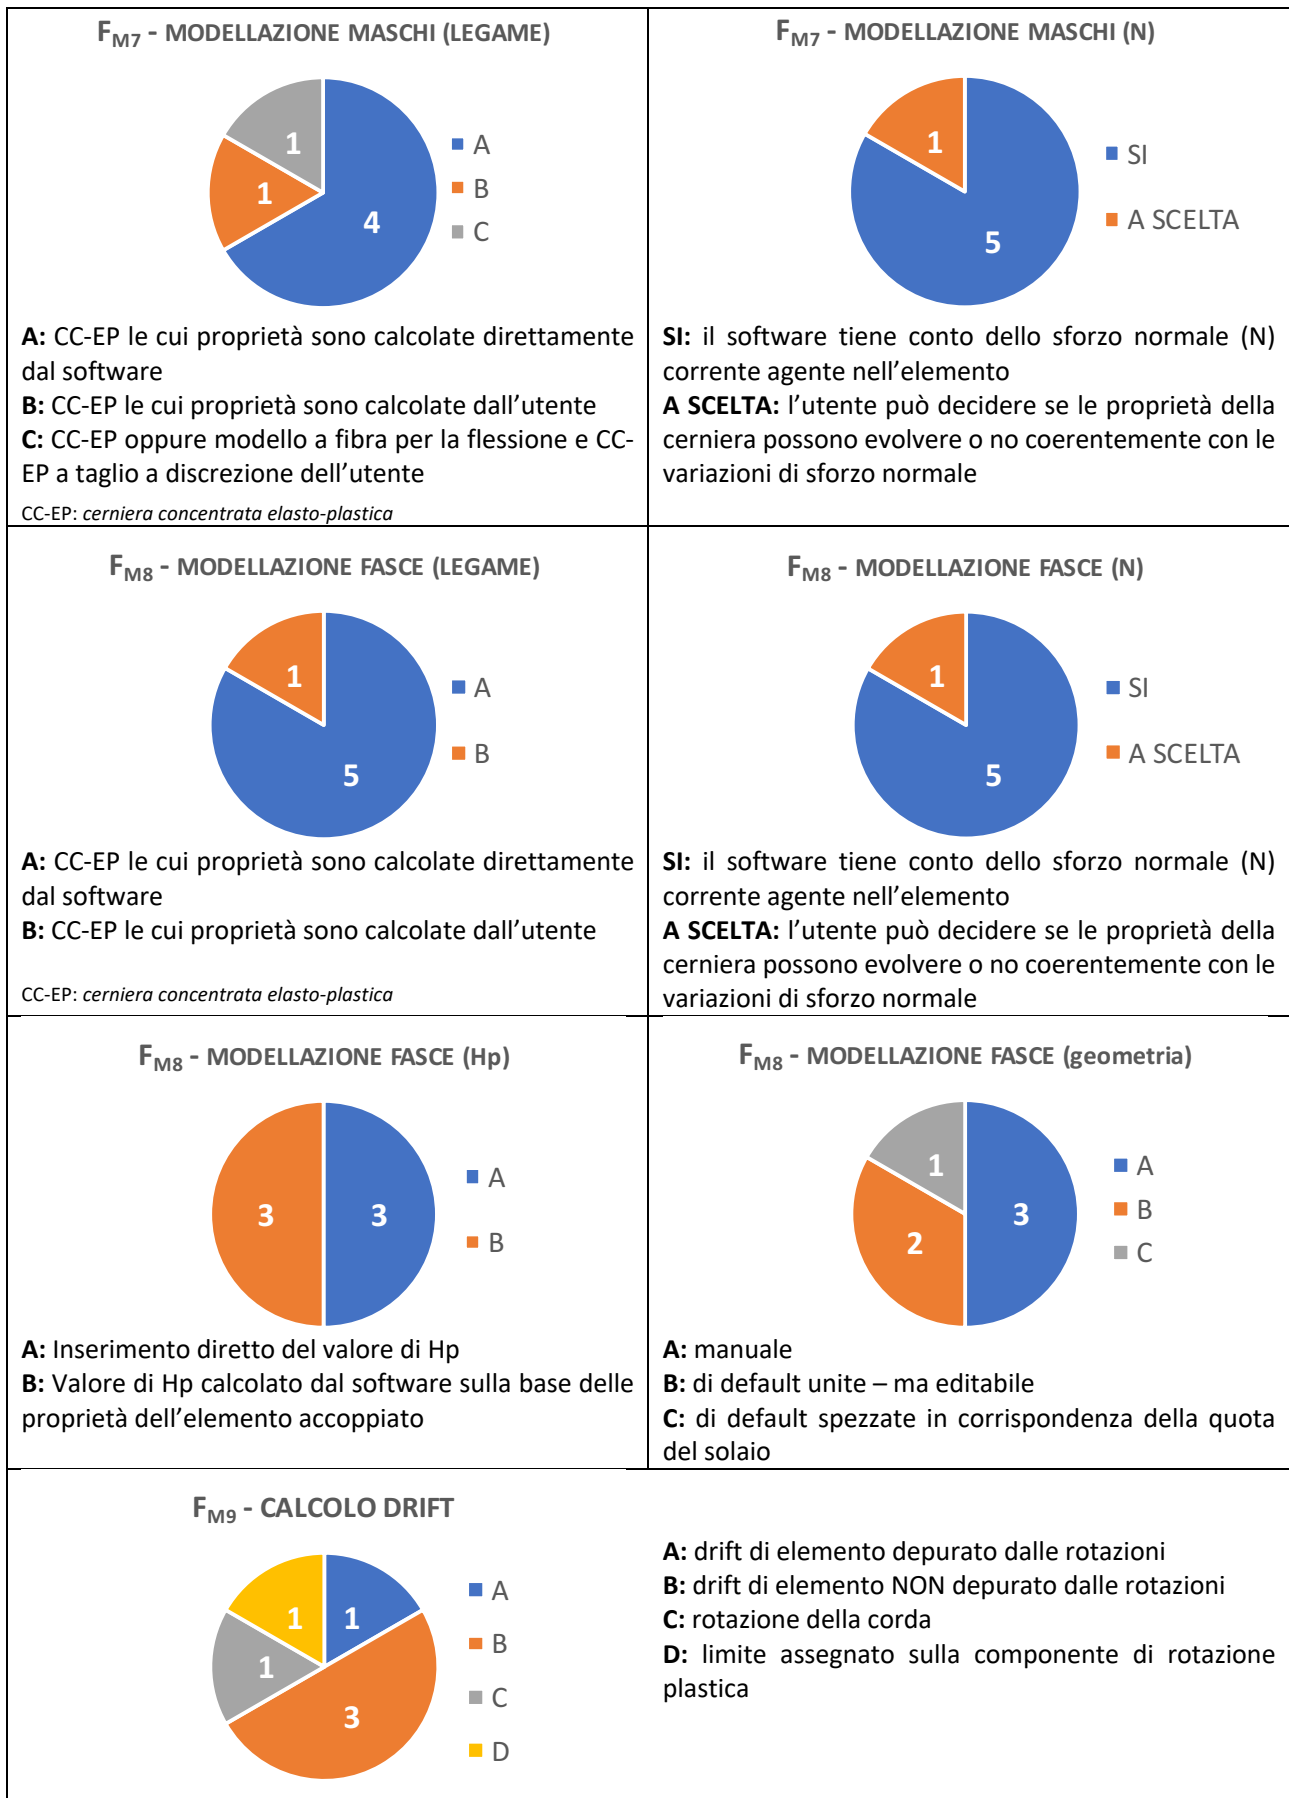 FM7 - MODELLAZIONE MASCHI (LEGAME)
1
1
4
A
B
C
A: CC-EP le cui proprietà sono calcolate direttamente
dal software
B: CC-EP le cui proprietà sono calcolate dall’utente
C: CC-EP oppure modello a fibra per la flessione e CC-
EP a taglio a discrezione dell’utente
CC-EP: cerniera concentrata elasto-plastica
FM7 - MODELLAZIONE MASCHI (N)
1
5
SI
A SCELTA
SI: il software tiene conto dello sforzo normale (N)
corrente agente nell’elemento
A SCELTA: l’utente può decidere se le proprietà della
cerniera possono evolvere o no coerentemente con le
variazioni di sforzo normale
FM8 - MODELLAZIONE FASCE (LEGAME)
1
5
A
B
A: CC-EP le cui proprietà sono calcolate direttamente
dal software
B: CC-EP le cui proprietà sono calcolate dall’utente
CC-EP: cerniera concentrata elasto-plastica
FM8 - MODELLAZIONE FASCE (N)
1
5
SI
A SCELTA
SI: il software tiene conto dello sforzo normale (N)
corrente agente nell’elemento
A SCELTA: l’utente può decidere se le proprietà della
cerniera possono evolvere o no coerentemente con le
variazioni di sforzo normale
FM8 - MODELLAZIONE FASCE (Hp)
3
3
A
B
A: Inserimento diretto del valore di Hp
B: Valore di Hp calcolato dal software sulla base delle
proprietà dell’elemento accoppiato
FM8 - MODELLAZIONE FASCE (geometria)
1
3
2
A
B
C
A: manuale
B: di default unite – ma editabile
C: di default spezzate in corrispondenza della quota
del solaio
FM9 - CALCOLO DRIFT
1
1
1
3
A
B
C
D
A: drift di elemento depurato dalle rotazioni
B: drift di elemento NON depurato dalle rotazioni
C: rotazione della corda
D: limite assegnato sulla componente di rotazione
plastica